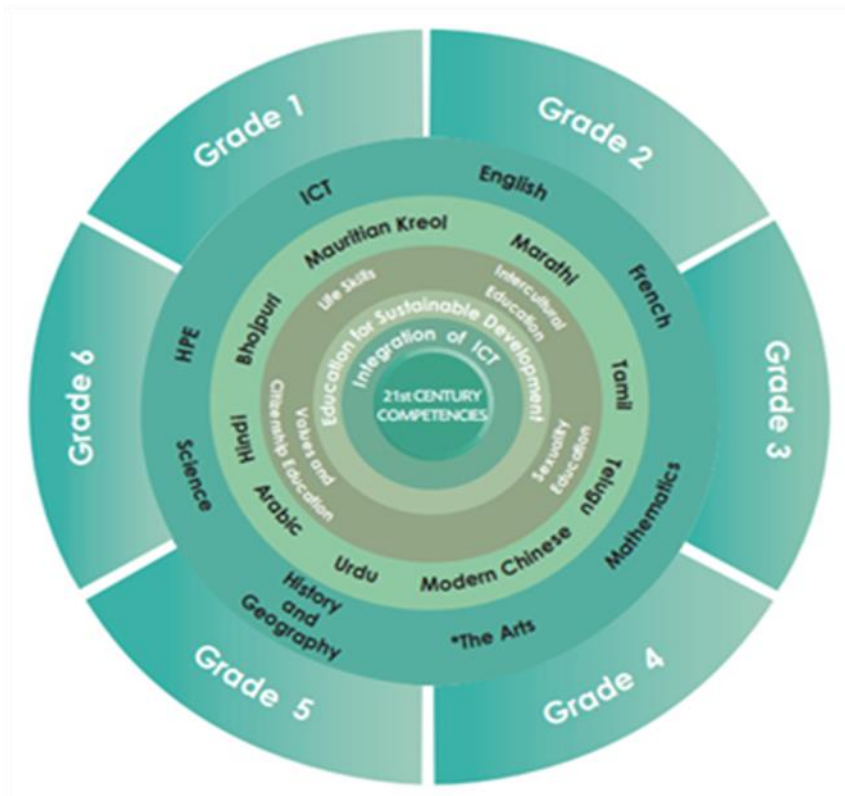 Grade 1
Grade 2
Grade 3
Grade 4
Grade 5
Grade 6
ICT
English
French
Mathematics
*The Arts
History
and
Geography
Science
HPE
Mauritian Kreol
Marathi
Tamil
Telugu
Modern Chinese
Urdu
Arabic
Hindi
Bhojpuri
Life Skills
Intercultural
Education
Sexuality
Education
Values and
Citizenship Education
Education for Sustainable Development
Integration of ICT
21st CENTURY
COMPETENCIES